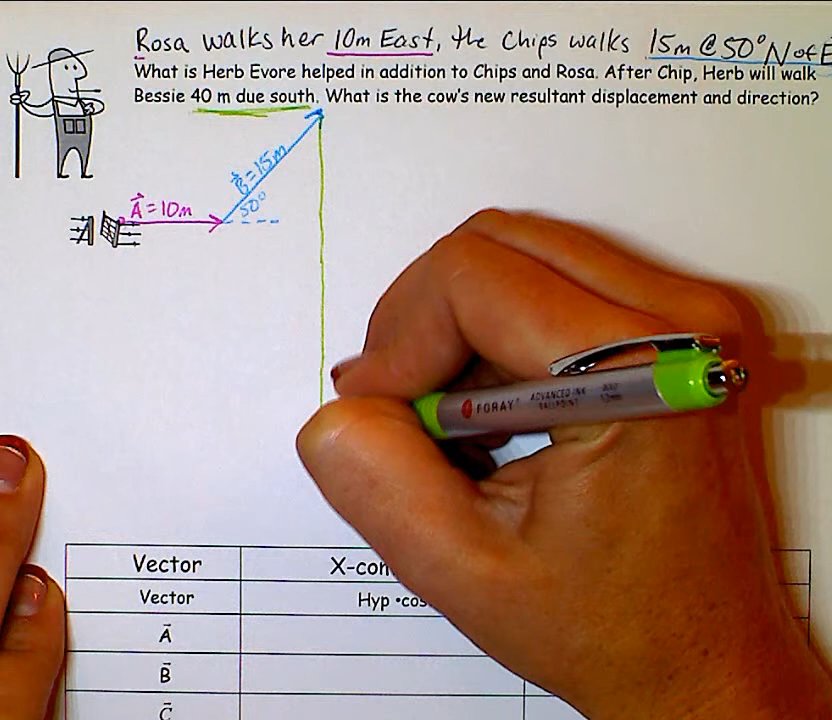 Rosa walks her 10m East, the Chips walks 15m @ 50° N of E
What is Herb Evore helped in addition to Chips and Rosa. After Chip, Herb will walk
Bessie 40 m due south. What is the cow's new resultant displacement and direction?
B⃗ = 15m
50°
A⃗ = 10m
FORAY ADVANCED INK
BALLPOINT
Vector X-con
Vector Hyp •cos
A⃗
B⃗
C⃗